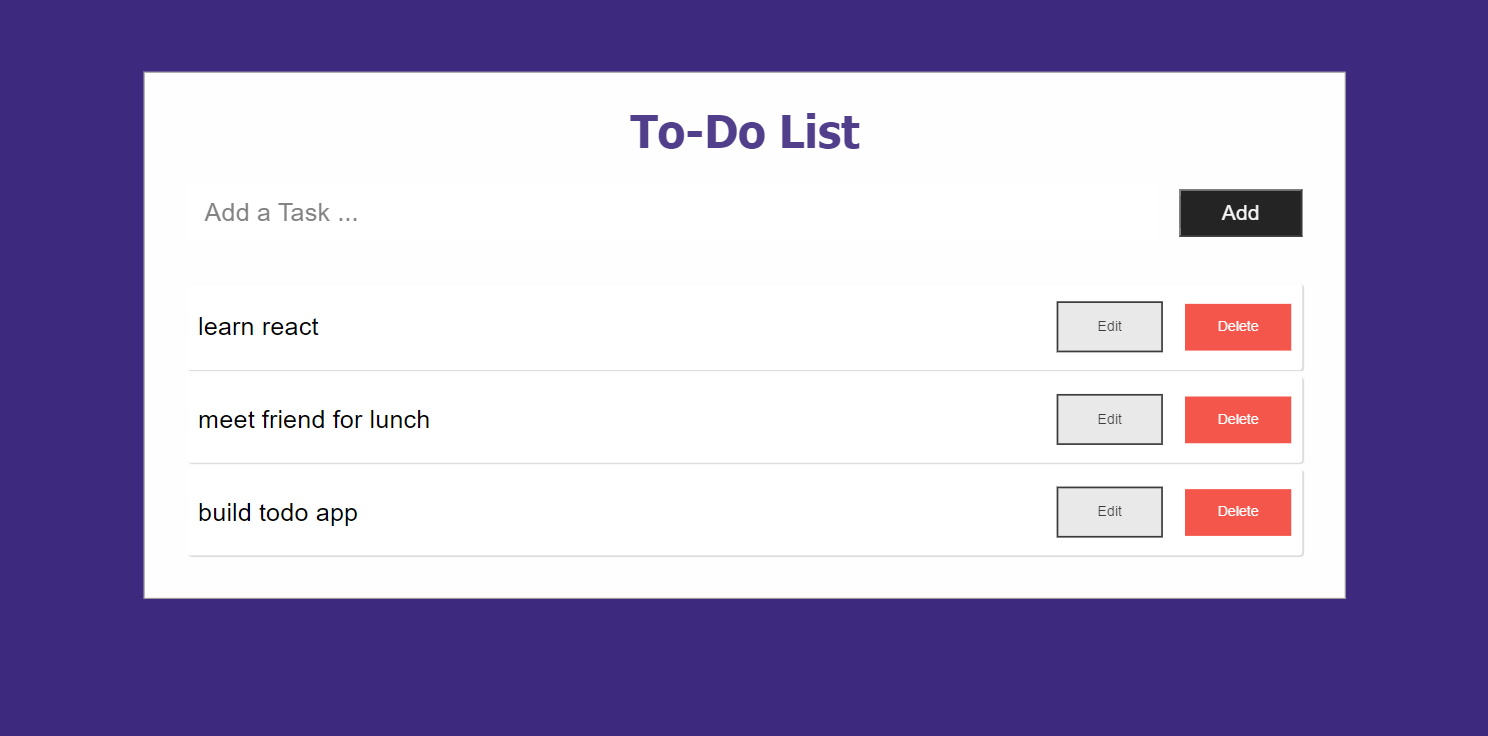 To-Do List
Add a Task ... Add
learn react Edit Delete
meet friend for lunch Edit Delete
build todo app Edit Delete